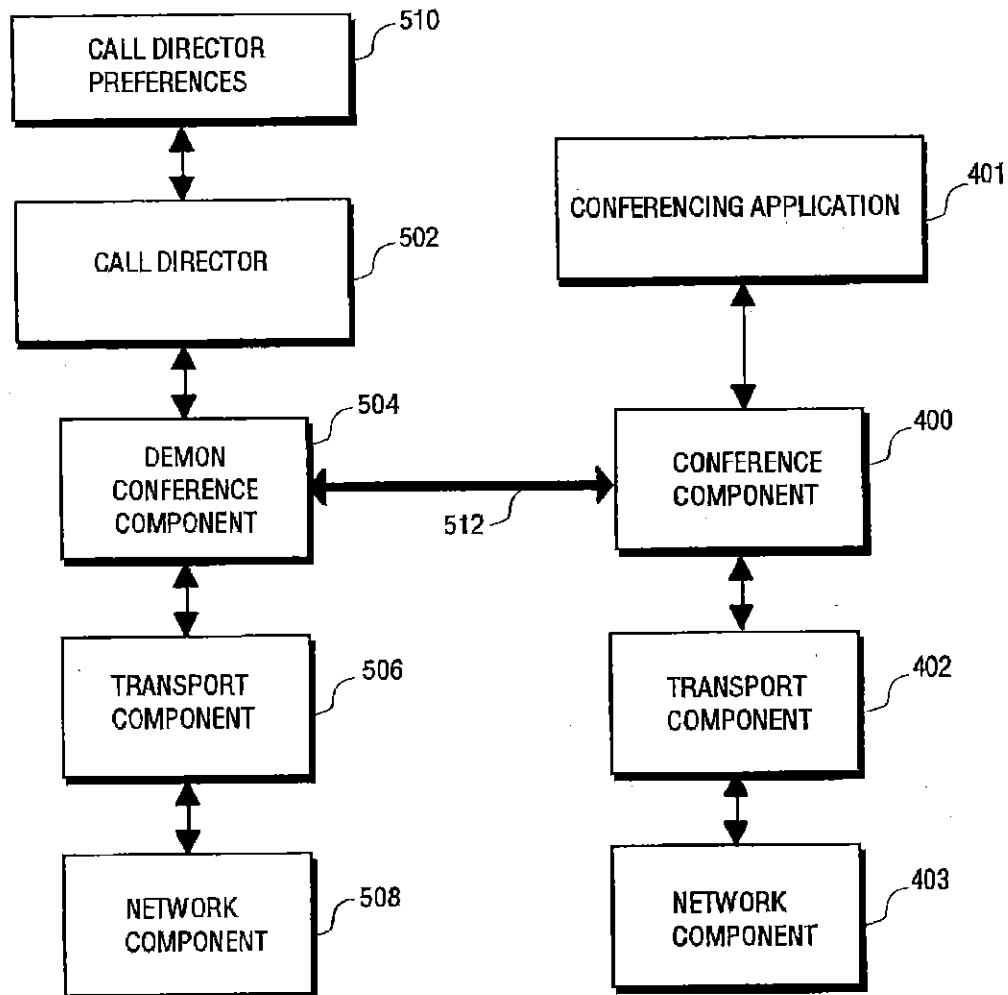 CALL DIRECTOR
PREFERENCES
510
CALL DIRECTOR
502
CONFERENCING APPLICATION
401
DEMON
CONFERENCE
COMPONENT
504
512
CONFERENCE
COMPONENT
400
TRANSPORT
COMPONENT
506
TRANSPORT
COMPONENT
402
NETWORK
COMPONENT
508
NETWORK
COMPONENT
403